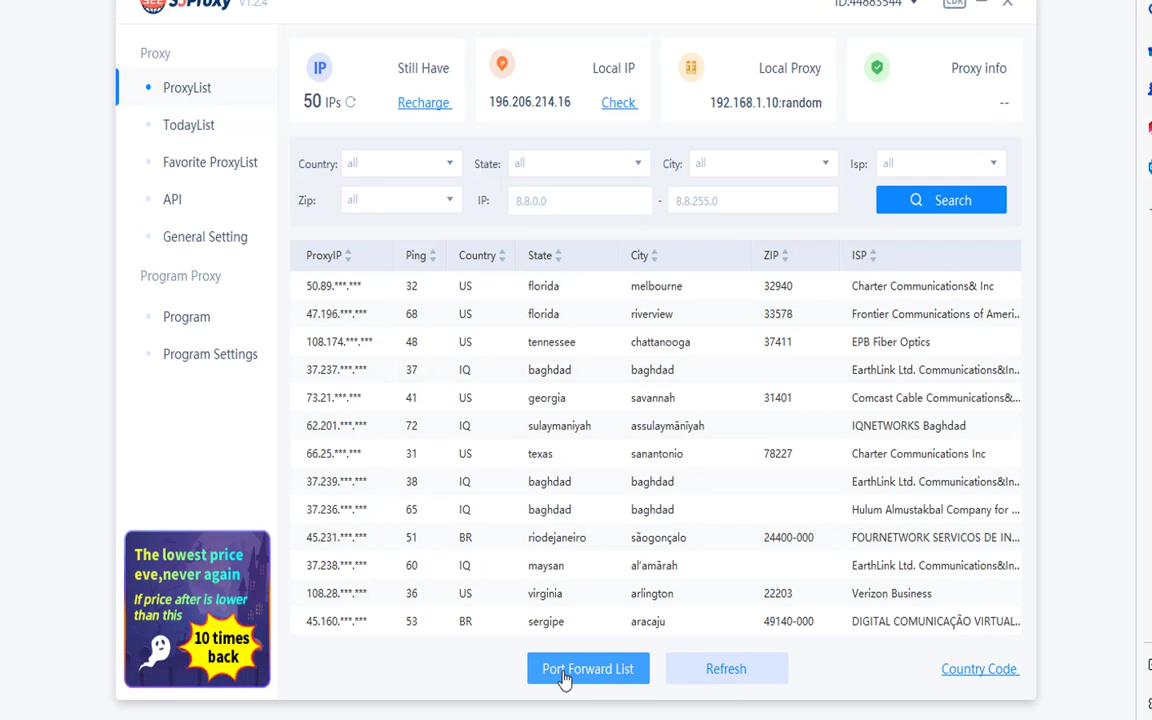 S5Proxy V1.2.4 ID:44883544 CDK
Proxy
ProxyList
TodayList
Favorite ProxyList
API
General Setting
Program Proxy
Program
Program Settings
IP Still Have
50 IPs Recharge
Local IP
196.206.214.16 Check
Local Proxy
192.168.1.10:random
Proxy info
--
Country: all State: all City: all Isp: all
Zip: all IP: 8.8.0.0 - 8.8.255.0 Search
ProxyIP Ping Country State City ZIP ISP
50.89.***.*** 32 US florida melbourne 32940 Charter Communications& Inc
47.196.***.*** 68 US florida riverview 33578 Frontier Communications of Ameri..
108.174.***.*** 48 US tennessee chattanooga 37411 EPB Fiber Optics
37.237.***.*** 37 IQ baghdad baghdad EarthLink Ltd. Communications&In..
73.21.***.*** 41 US georgia savannah 31401 Comcast Cable Communications&...
62.201.***.*** 72 IQ sulaymaniyah assulaymānīyah IQNETWORKS Baghdad
66.25.***.*** 31 US texas sanantonio 78227 Charter Communications Inc
37.239.***.*** 38 IQ baghdad baghdad EarthLink Ltd. Communications&In..
37.236.***.*** 65 IQ baghdad baghdad Hulum Almustakbal Company for ...
45.231.***.*** 51 BR riodejaneiro sãogonçalo 24400-000 FOURNETWORK SERVICOS DE IN...
37.238.***.*** 60 IQ maysan al'amārah EarthLink Ltd. Communications&In..
108.28.***.*** 36 US virginia arlington 22203 Verizon Business
45.160.***.*** 53 BR sergipe aracaju 49140-000 DIGITAL COMUNICAÇÃO VIRTUAL..
Port Forward List Refresh Country Code
The lowest price
eve,never again
If price after is lower
than this
10 times
back